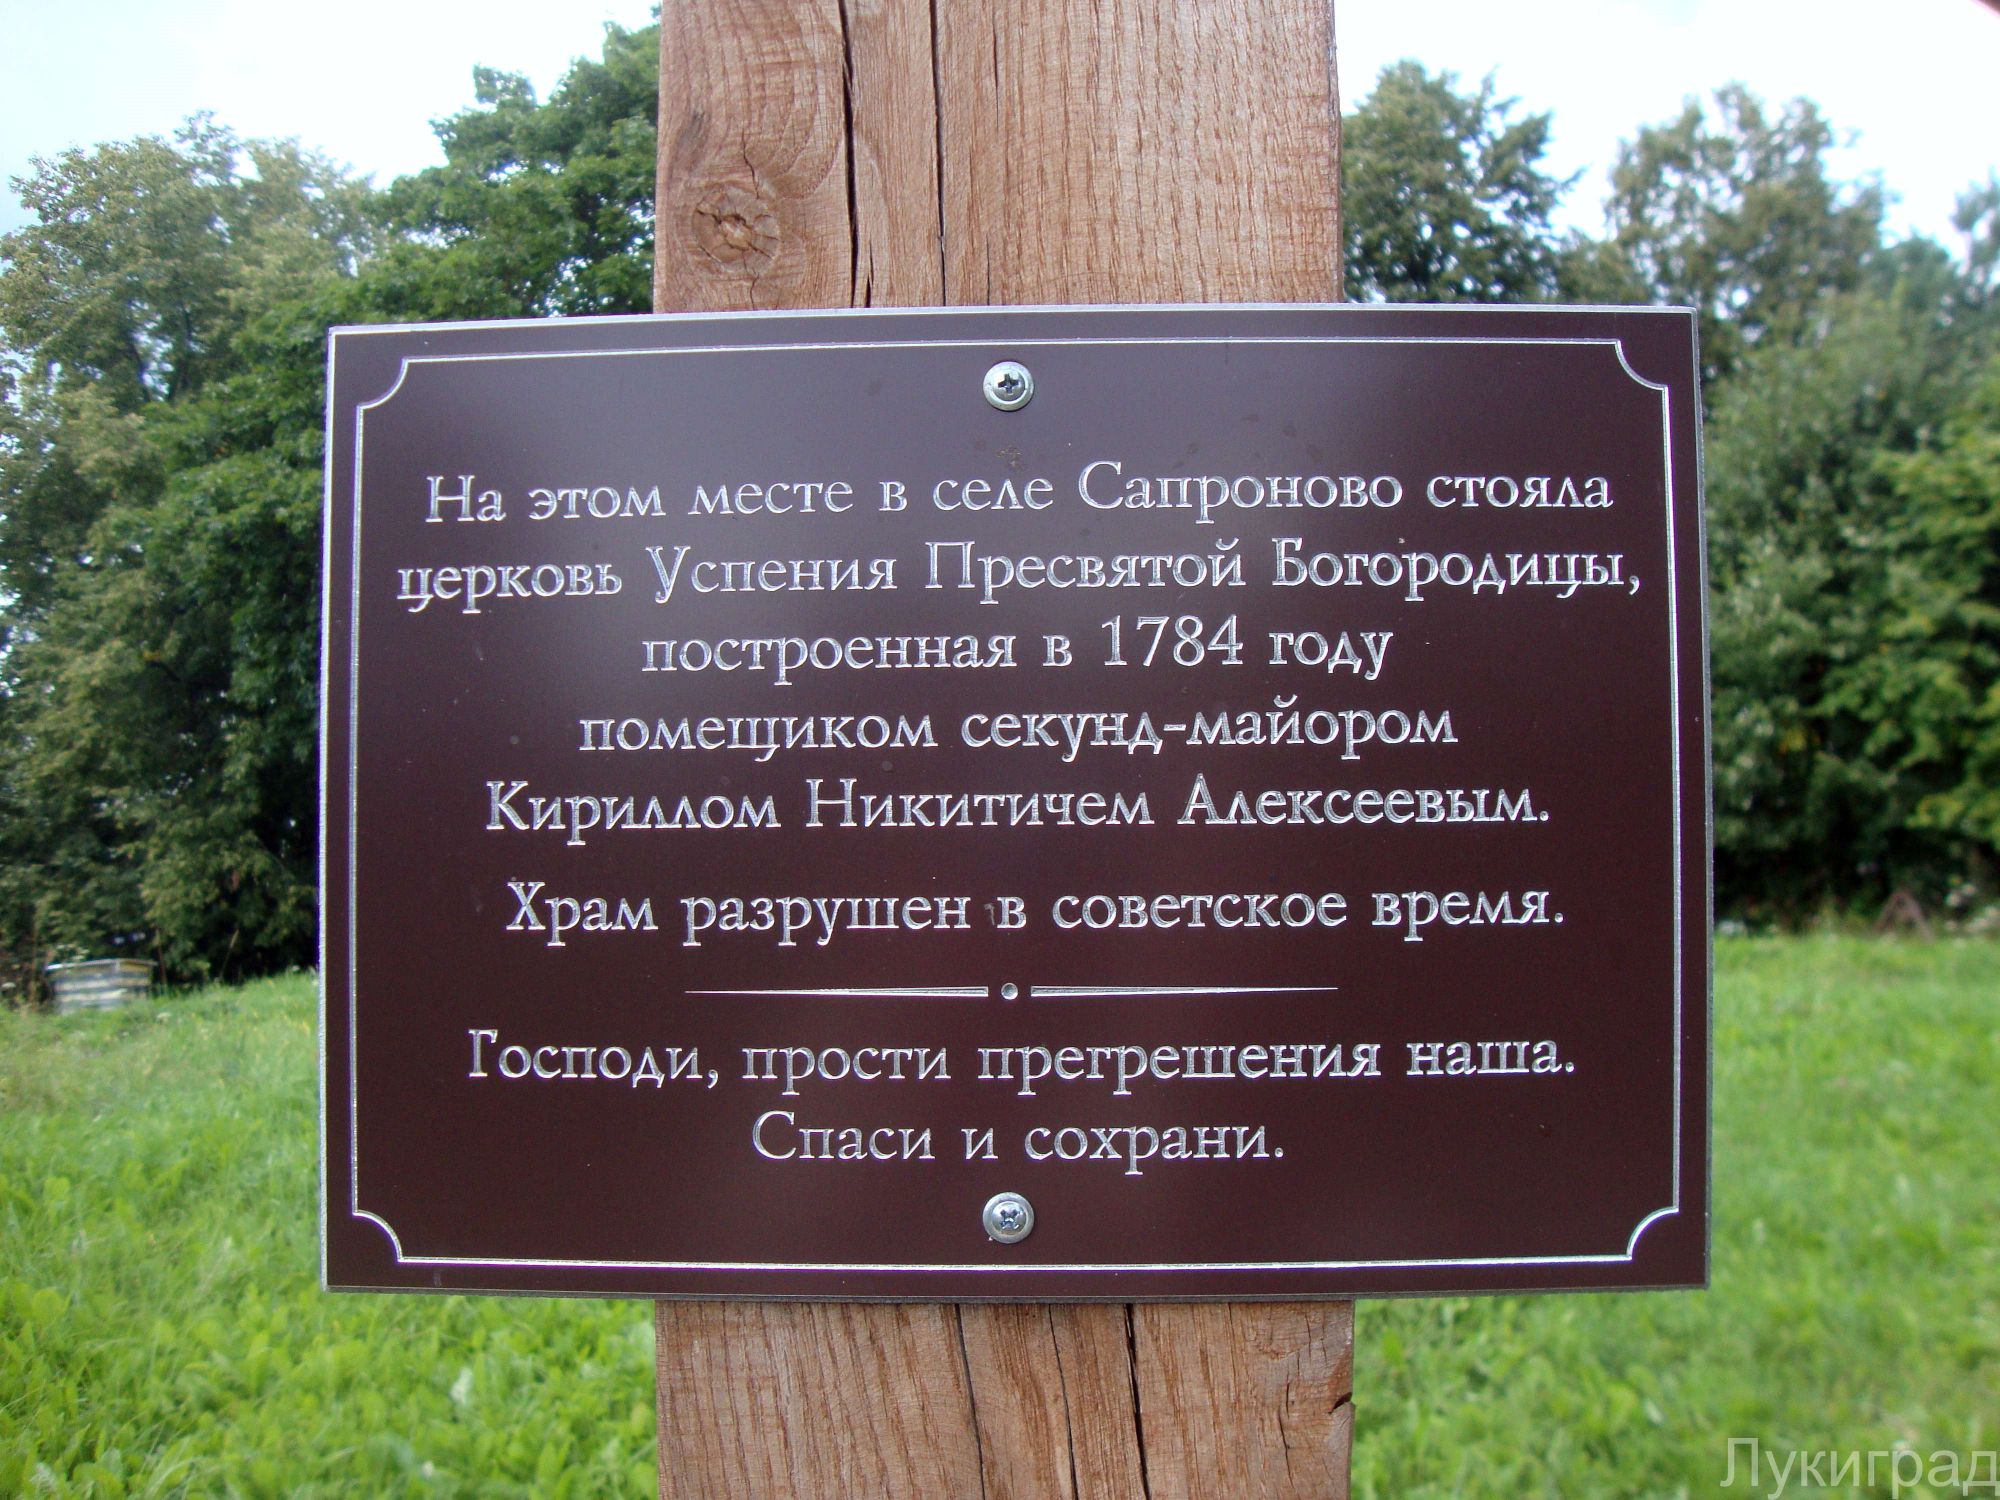 На этом месте в селе Сапроново стояла
церковь Успения Пресвятой Богородицы,
построенная в 1784 году
помещиком секунд-майором
Кириллом Никитичем Алексеевым.
Храм разрушен в советское время.
Господи, прости прегрешения наша.
Спаси и сохрани.
Лукиград